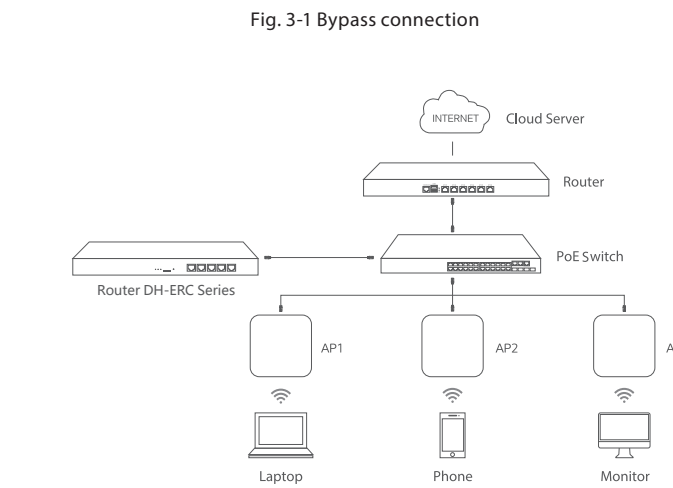 Fig. 3-1 Bypass connection
INTERNET
Cloud Server
Router
PoE Switch
Router DH-ERC Series
AP1
AP2
Laptop
Phone
Monitor